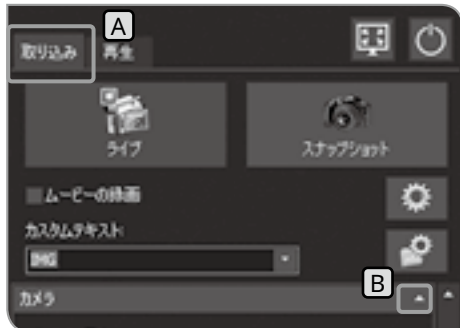 A
取り込み 再生
ライブ スナップショット
ムービーの録画
カスタムテキスト:
IMG
カメラ
B